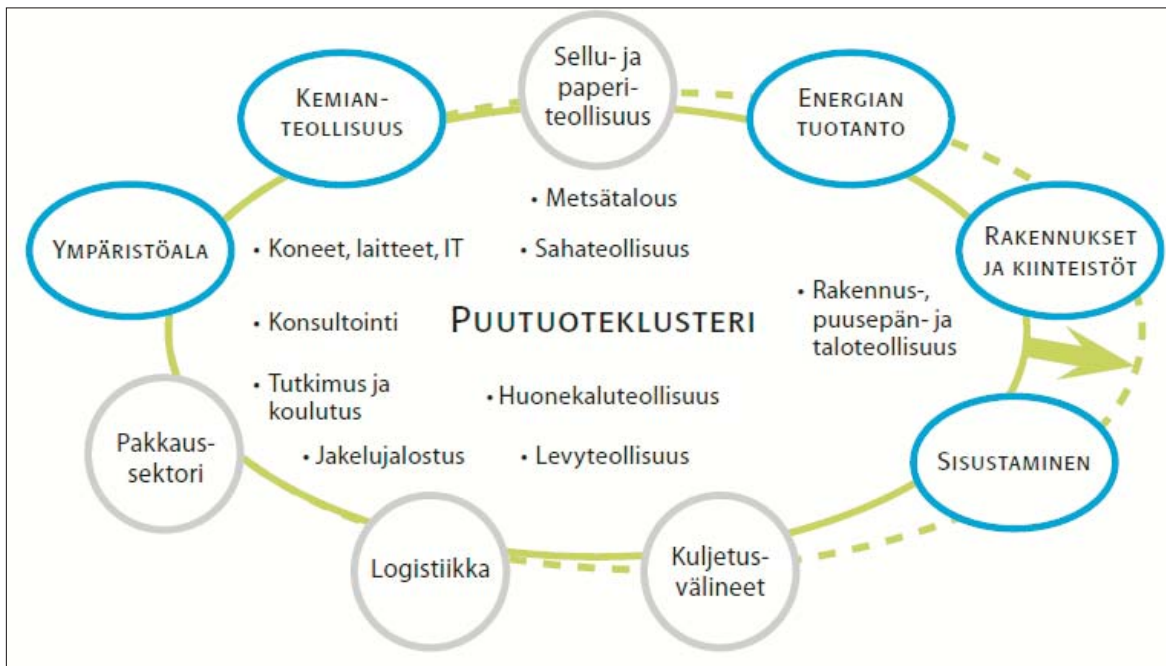 Sellu- ja
paperi-
teollisuus
KEMIAN-
TEOLLISUUS
ENERGIAN
TUOTANTO
YMPÄRISTÖALA
RAKENNUKSET
JA KIINTEISTÖT
• Metsätalous
• Koneet, laitteet, IT
• Sahateollisuus
• Rakennus-,
puusepän- ja
taloteollisuus
• Konsultointi
PUUTUOTEKLUSTERI
• Tutkimus ja
koulutus
• Huonekaluteollisuus
• Jakelujalostus
• Levyteollisuus
Pakkaus-
sektori
SISUSTAMINEN
Logistiikka
Kuljetus-
välineet